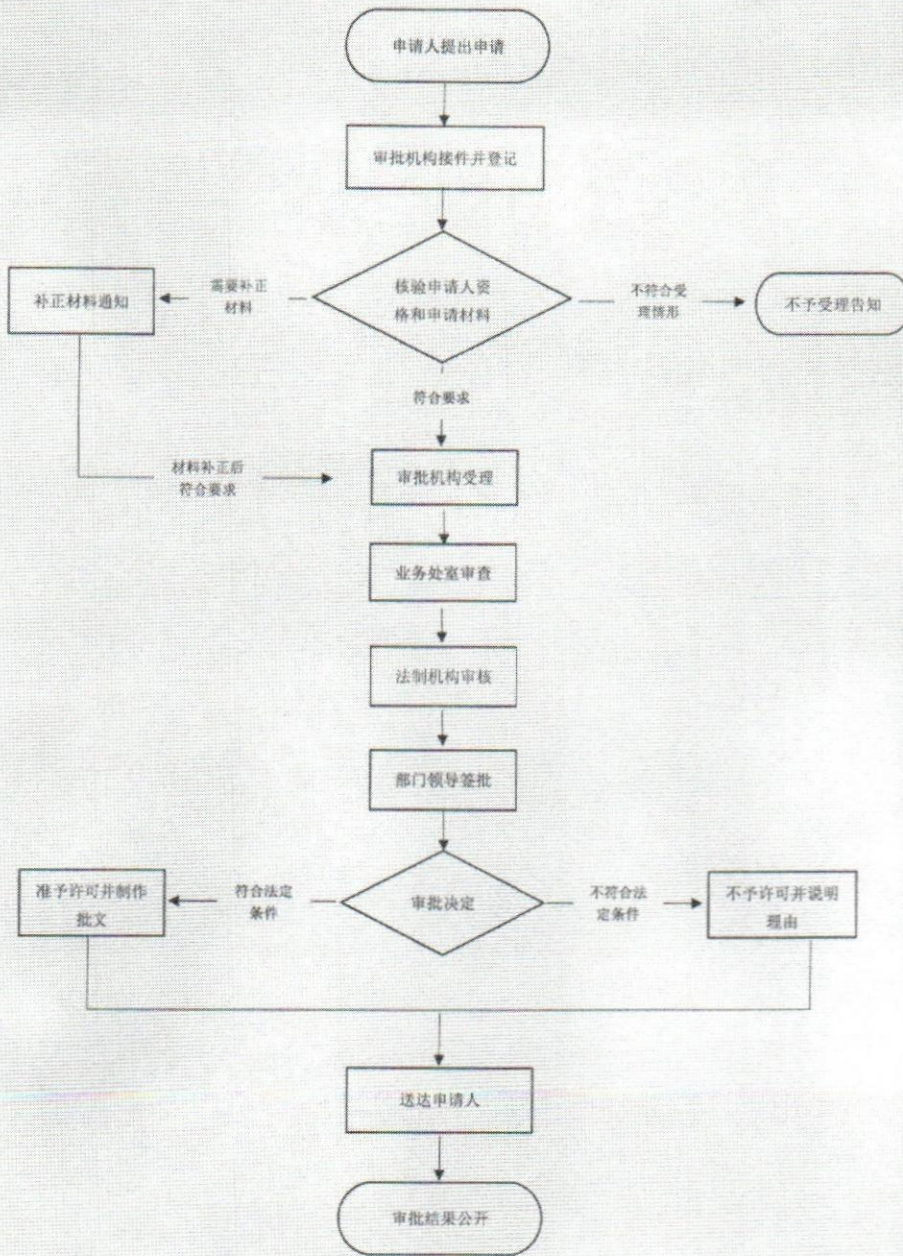 申请人提出申请
审批机构接件并登记
核验申请人资
格和申请材料
需要补正
材料
补正材料通知
不符合受
理情形
不予受理告知
符合要求
材料补正后
符合要求
审批机构受理
业务处室审查
法制机构审核
部门领导签批
审批决定
符合法定
条件
准予许可并制作
批文
不符合法
定条件
不予许可并说明
理由
送达申请人
审批结果公开